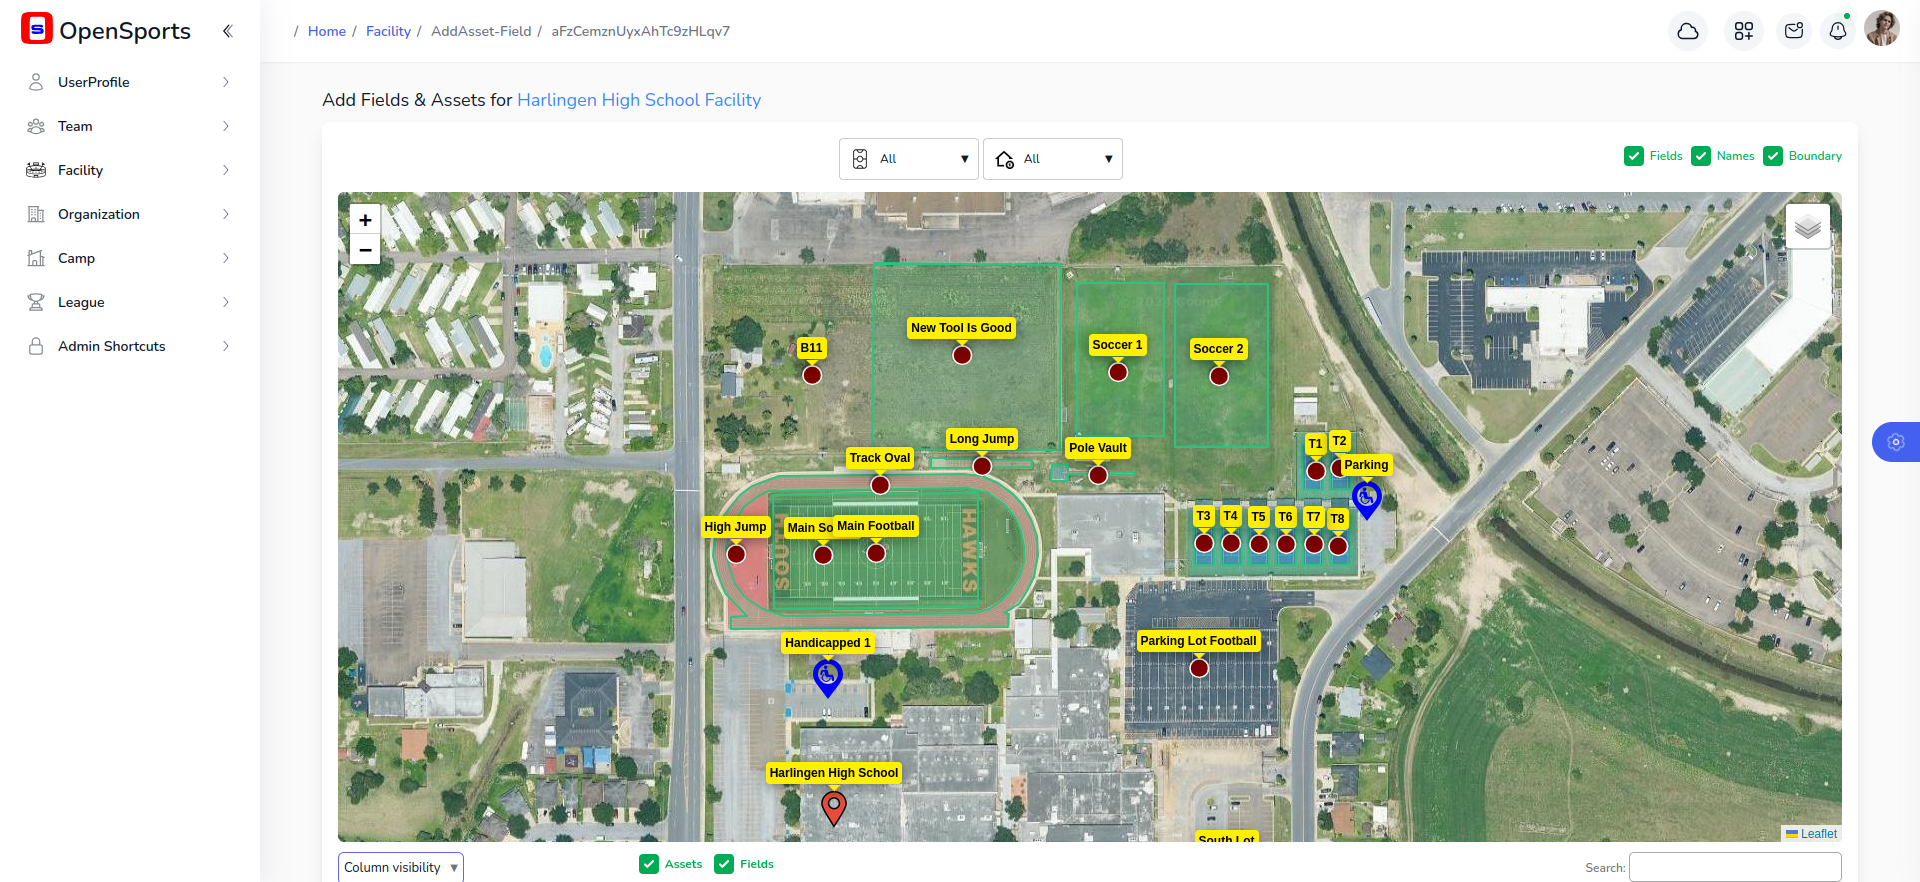 OpenSports
/ Home / Facility / AddAsset-Field / aFzCemznUyxAhTc9zHLqv7
UserProfile
Team
Facility
Organization
Camp
League
Admin Shortcuts
Add Fields & Assets for Harlingen High School Facility
All
All
Fields
Names
Boundary
+
−
New Tool Is Good
B11
Soccer 1
Soccer 2
Long Jump
Track Oval
Pole Vault
T1
T2
Parking
High Jump
Main So
Main Football
T3
T4
T5
T6
T7
T8
HAWKS
Handicapped 1
Parking Lot Football
Harlingen High School
South Lot
Leaflet
Column visibility
Assets
Fields
Search: